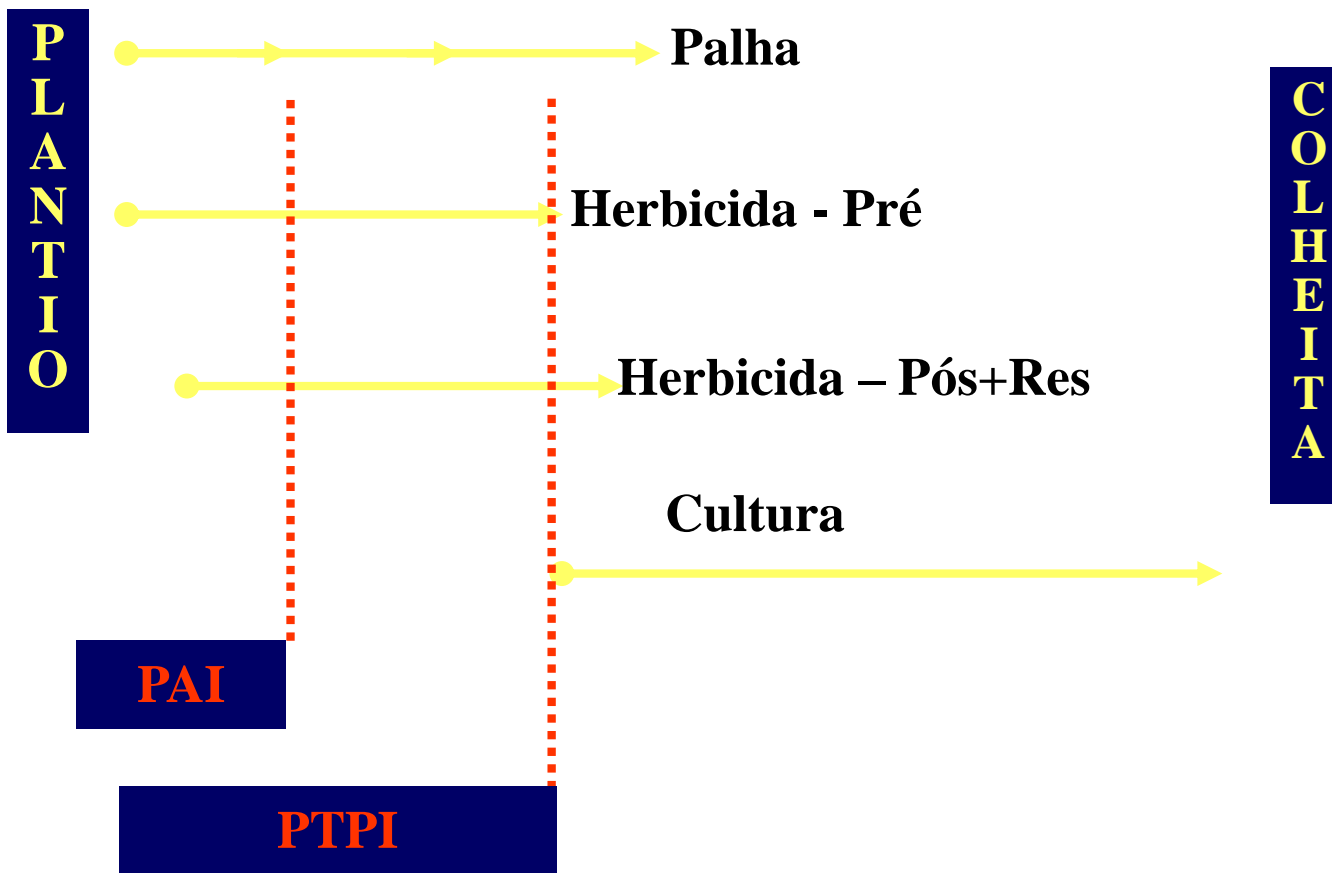 PLANTIO
Palha
COLHEITA
Herbicida - Pré
Herbicida – Pós+Res
Cultura
PAI
PTPI